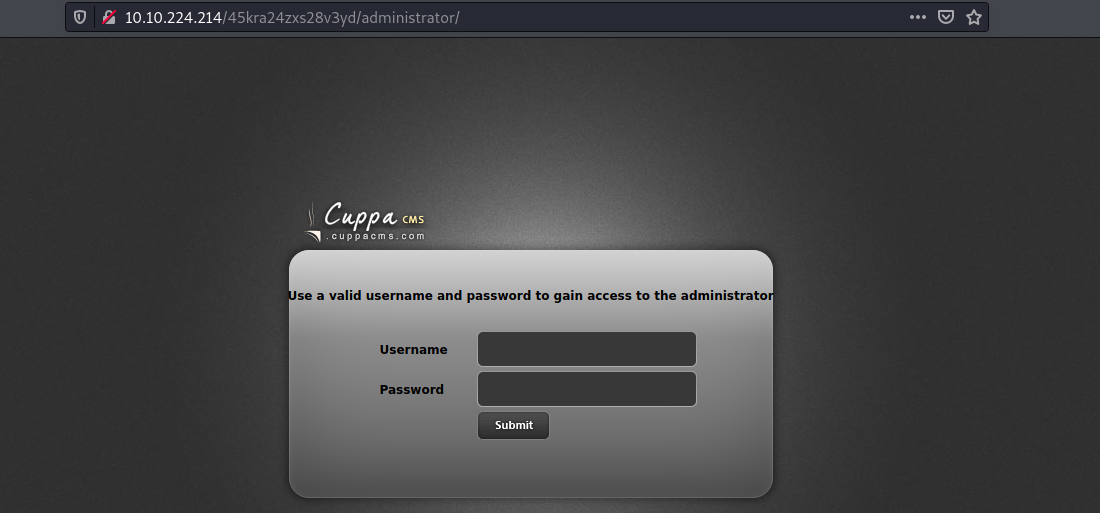 10.10.224.214/45kra24zxs28v3yd/administrator/
Cuppa CMS
.cuppacms.com
Use a valid username and password to gain access to the administrator
Username
Password
Submit